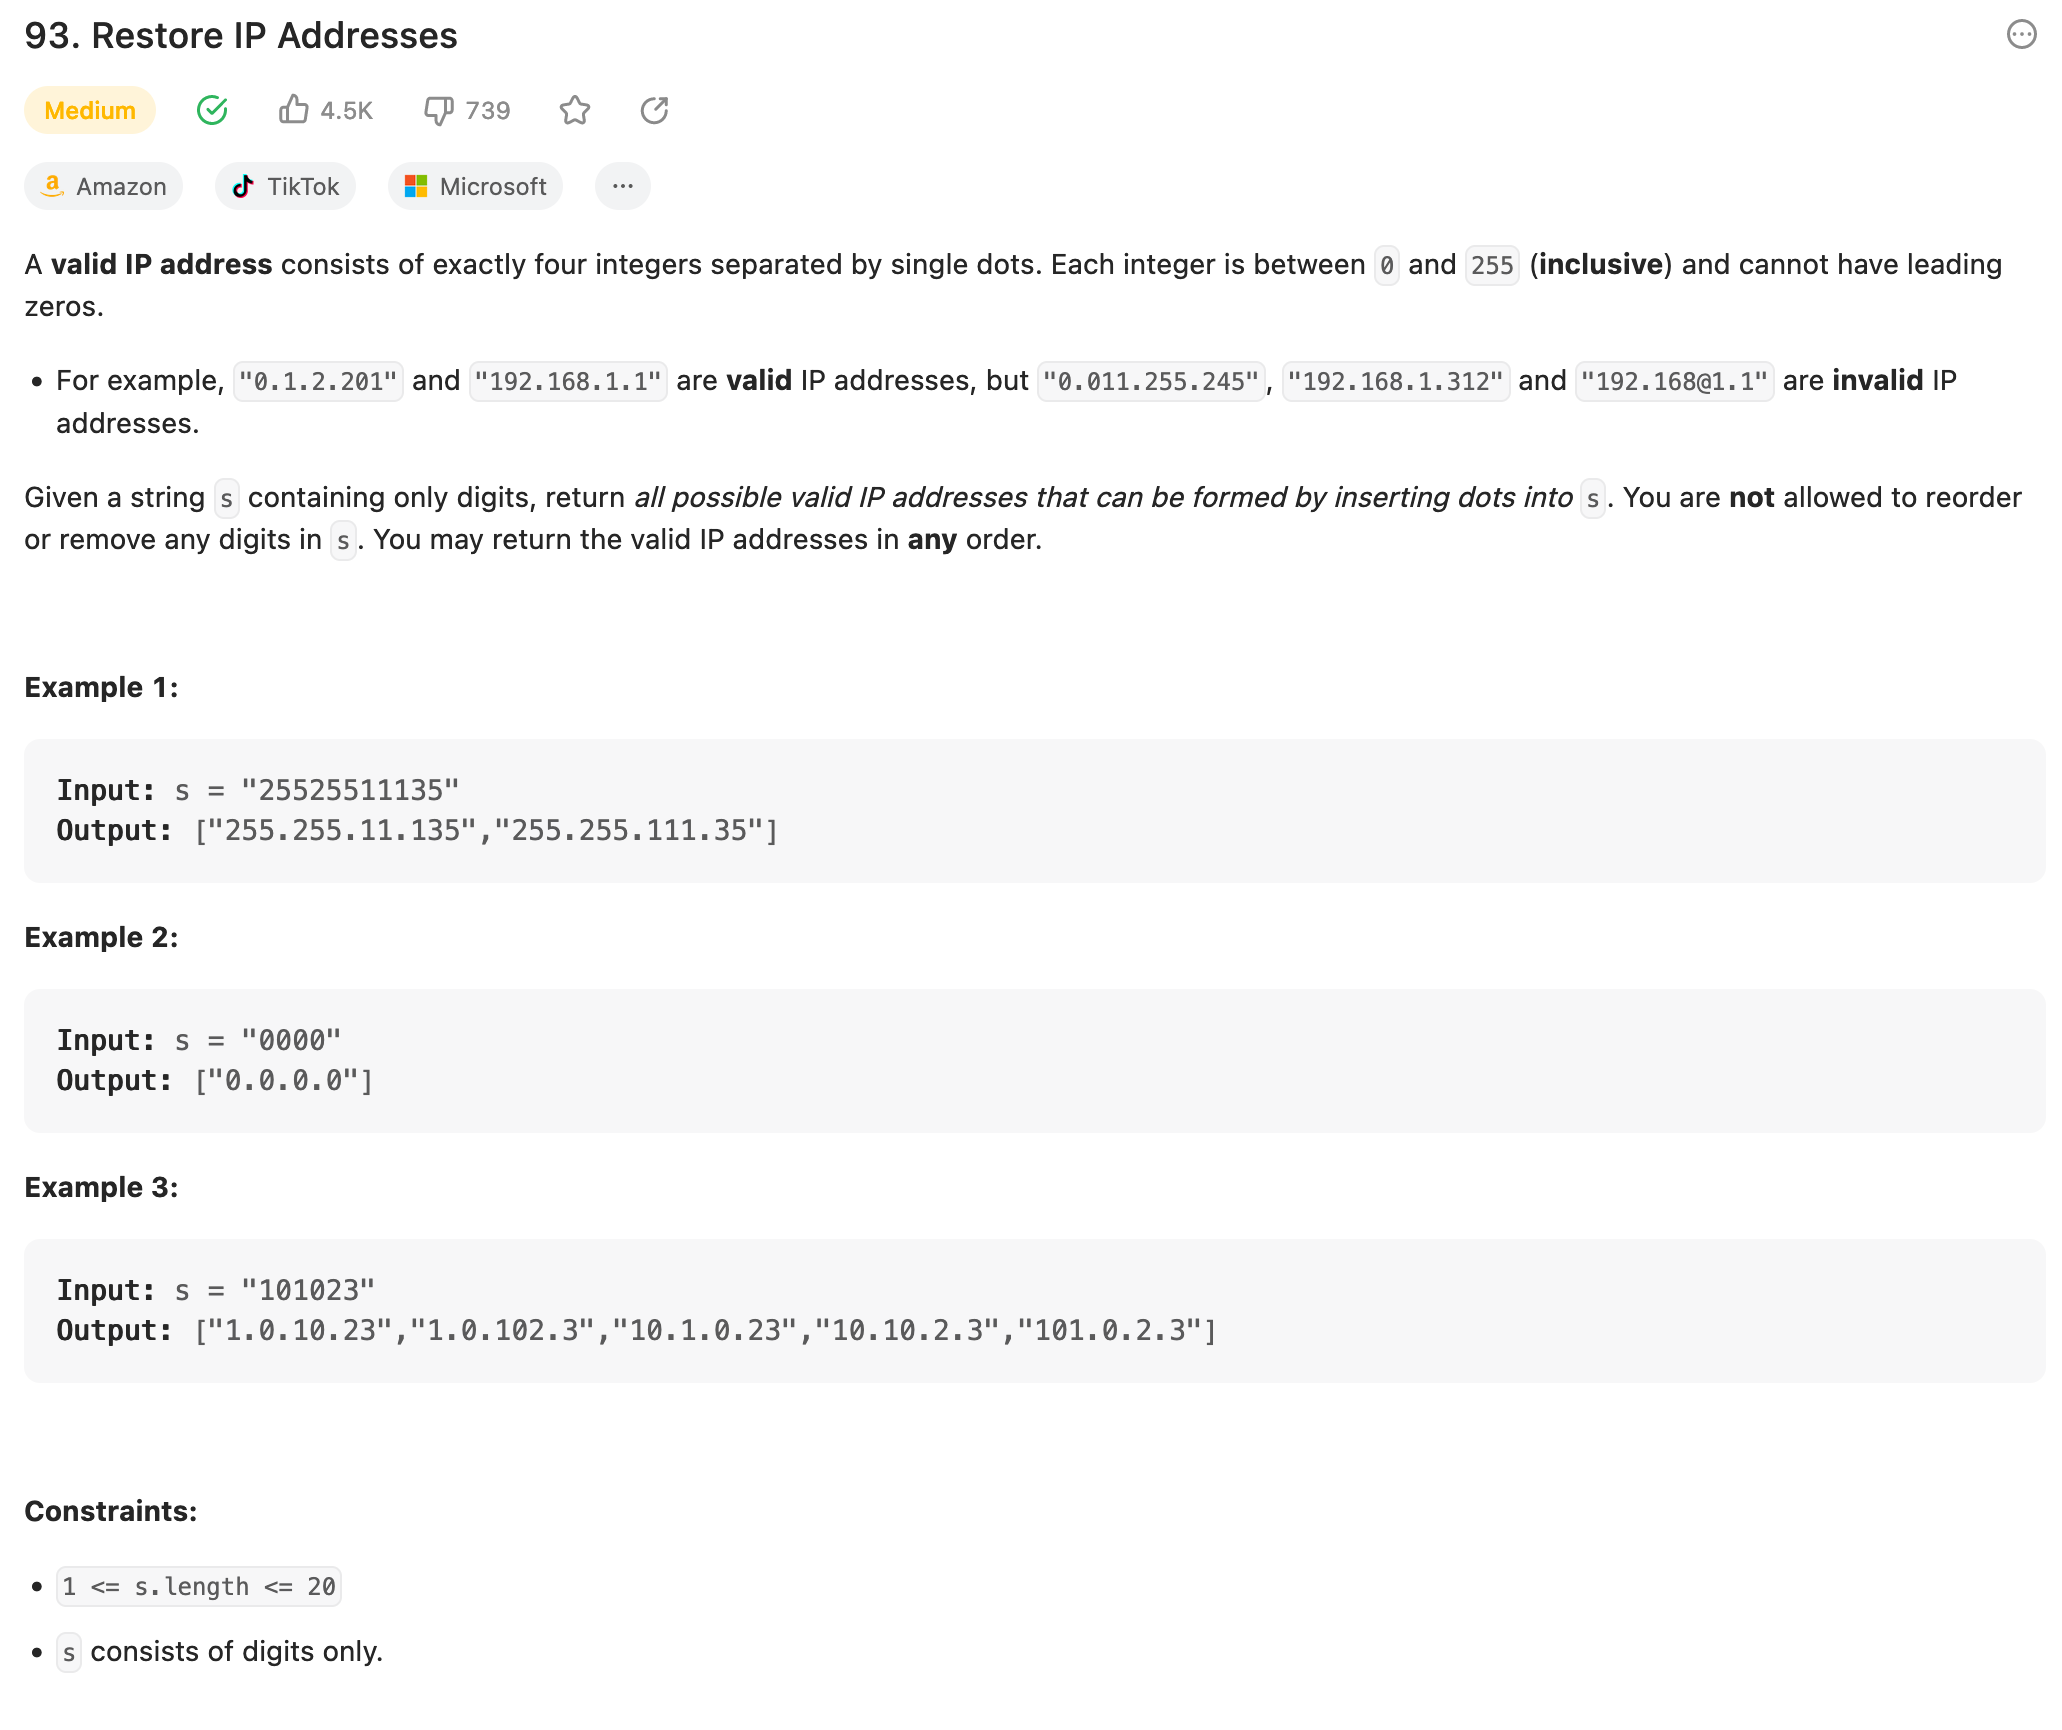 93. Restore IP Addresses
Medium 4.5K 739
Amazon TikTok Microsoft ...
A valid IP address consists of exactly four integers separated by single dots. Each integer is between 0 and 255 (inclusive) and cannot have leading
zeros.
• For example, "0.1.2.201" and "192.168.1.1" are valid IP addresses, but "0.011.255.245", "192.168.1.312" and "192.168@1.1" are invalid IP
addresses.
Given a string s containing only digits, return all possible valid IP addresses that can be formed by inserting dots into s. You are not allowed to reorder
or remove any digits in s. You may return the valid IP addresses in any order.
Example 1:
Input: s = "25525511135"
Output: ["255.255.11.135","255.255.111.35"]
Example 2:
Input: s = "0000"
Output: ["0.0.0.0"]
Example 3:
Input: s = "101023"
Output: ["1.0.10.23","1.0.102.3","10.1.0.23","10.10.2.3","101.0.2.3"]
Constraints:
• 1 <= s.length <= 20
• s consists of digits only.